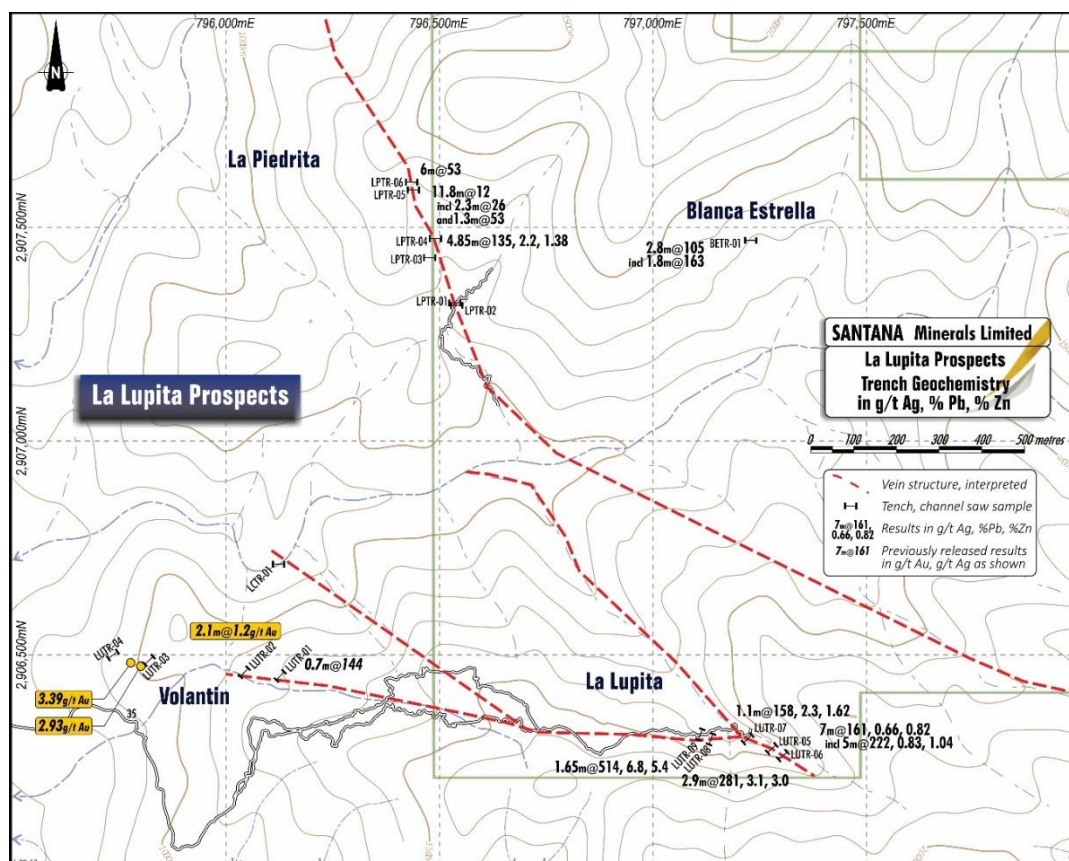 796,000mE
796,500mE
797,000mE
797,500mE
N
La Piedrita
LPTR-06
6m@53
LPTR-05
11.8m@12
incl 2.3m@26
and 1.3m@53
2,907,500mN
Blanca Estrella
BETR-01
2.8m@105
incl 1.8m@163
LPTR-04
4.85m@135, 2.2, 1.38
LPTR-03
LPTR-01
LPTR-02
SANTANA Minerals Limited
La Lupita Prospects
Trench Geochemistry
in g/t Ag, % Pb, % Zn
La Lupita Prospects
2,907,000mN
0 100 200 300 400 500 metres
Vein structure, interpreted
Tench, channel saw sample
7m@161,
0.66, 0.82
Results in g/t Ag, %Pb, %Zn
7m@161
Previously released results
in g/t Au, g/t Ag as shown
LCTR-01
2,906,500mN
2.1m@1.2g/t Au
LUTR-04
LUTR-03
LUTR-02
LUTR-01
0.7m@144
Volantin
La Lupita
3.39g/t Au
2.93g/t Au
35
1.1m@158, 2.3, 1.62
LUTR-07
7m@161, 0.66, 0.82
incl 5m@222, 0.83, 1.04
LUTR-05
LUTR-06
LUTR-09
LUTR-08
1.65m@514, 6.8, 5.4
2.9m@281, 3.1, 3.0